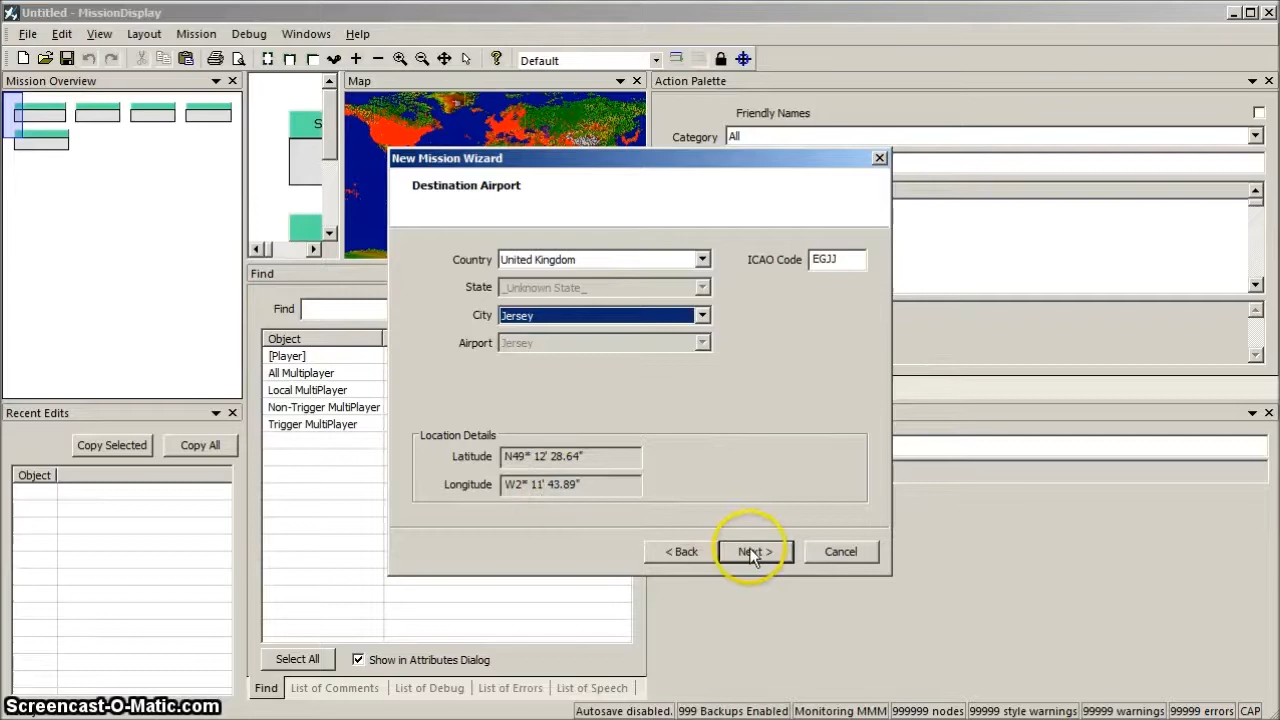 Untitled - MissionDisplay
File Edit View Layout Mission Debug Windows Help
Default
Mission Overview
S
Map
Action Palette
Friendly Names
Category All
New Mission Wizard
Destination Airport
Country United Kingdom ICAO Code EGJJ
State _Unknown State_
City Jersey
Airport Jersey
Location Details
Latitude N49* 12' 28.64"
Longitude W2* 11' 43.89"
< Back Next > Cancel
Find
Find
Object
[Player]
All Multiplayer
Local MultiPlayer
Non-Trigger MultiPlayer
Trigger MultiPlayer
Recent Edits
Copy Selected Copy All
Object
Select All Show in Attributes Dialog
Find List of Comments List of Debug List of Errors List of Speech
Screencast-O-Matic.com
Autosave disabled. 999 Backups Enabled Monitoring MMM 999999 nodes 99999 style warnings 99999 warnings 99999 errors CAP